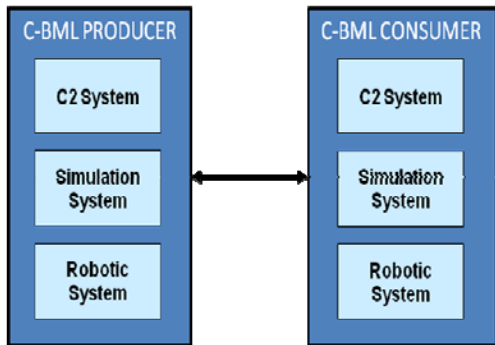 C-BML PRODUCER
C2 System
Simulation
System
Robotic
System
C-BML CONSUMER
C2 System
Simulation
System
Robotic
System